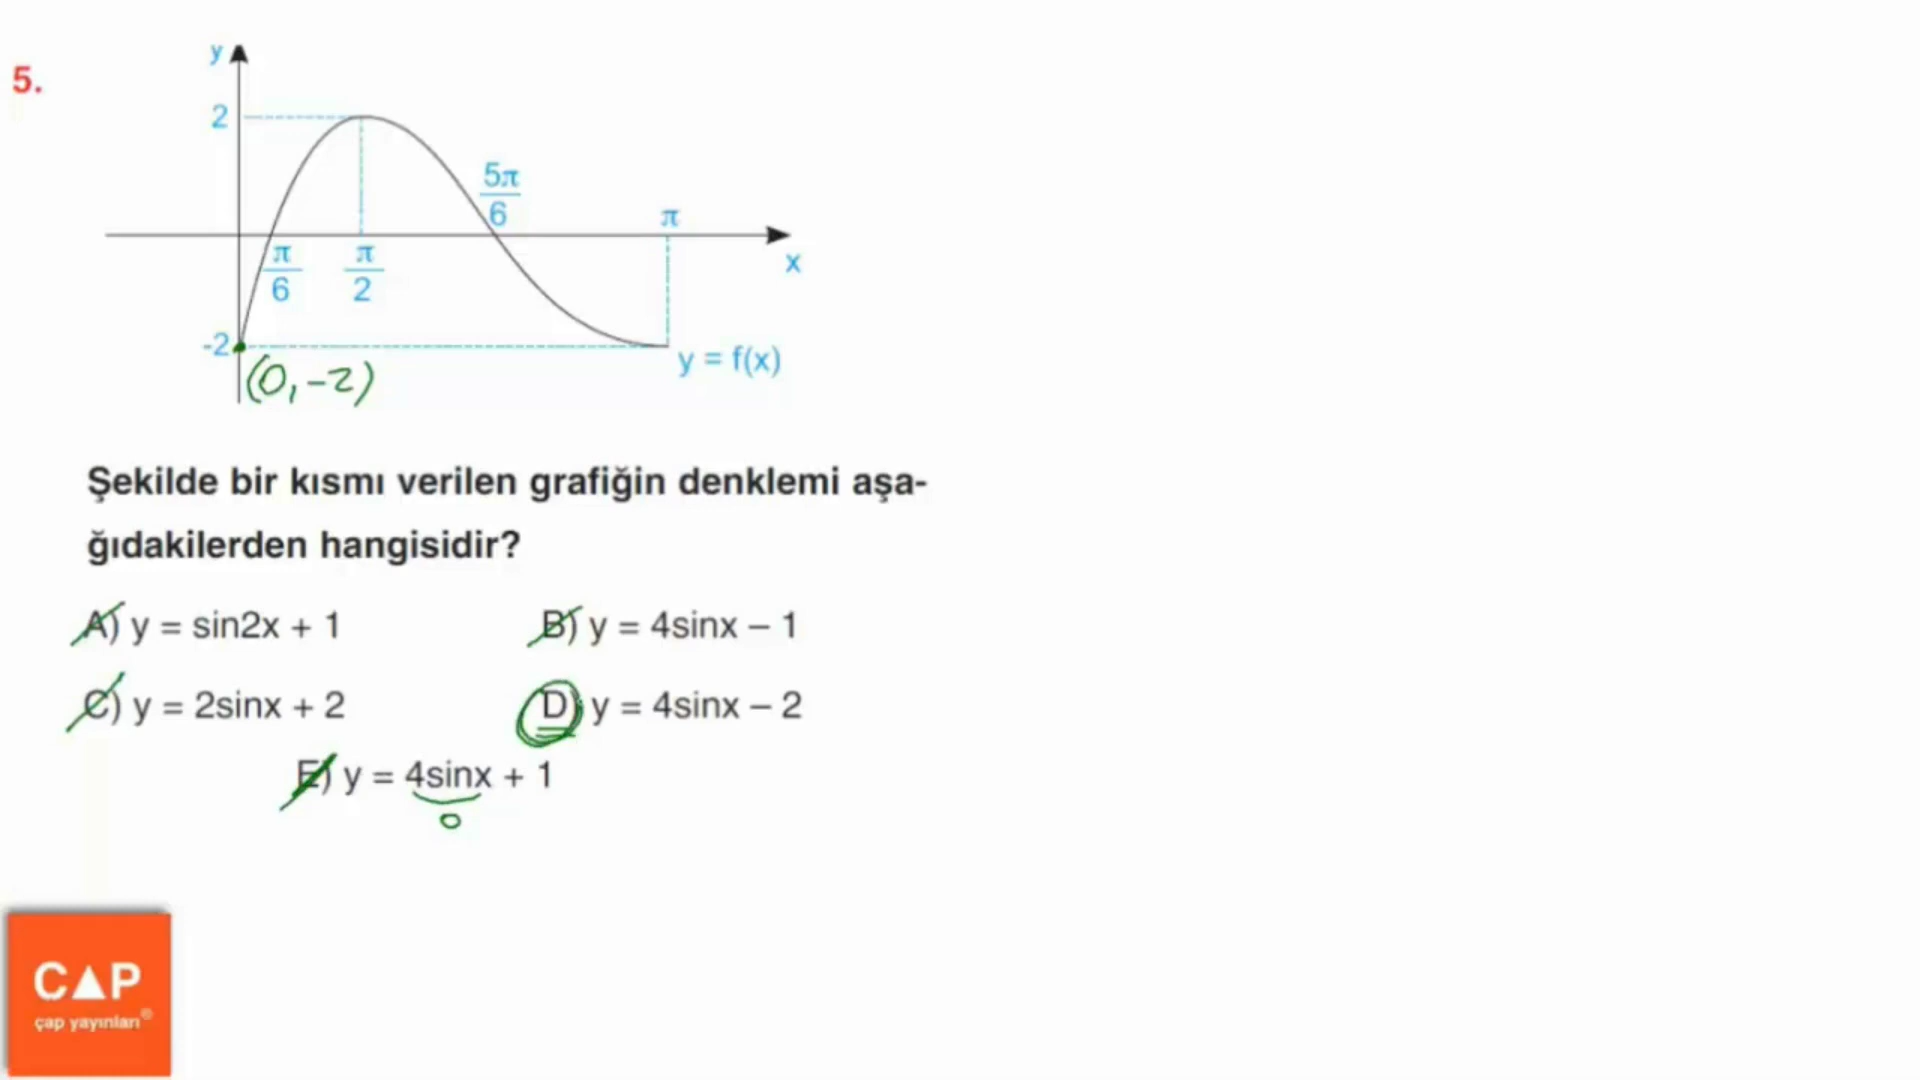 5.
y
2
5π/6
π
π/6
π/2
x
-2
y = f(x)
(0, -2)
Şekilde bir kısmı verilen grafiğin denklemi aşa-
ğıdakilerden hangisidir?
A) y = sin2x + 1
B) y = 4sinx – 1
C) y = 2sinx + 2
D) y = 4sinx – 2
E) y = 4sinx + 1
0
ÇAP
çap yayınları®